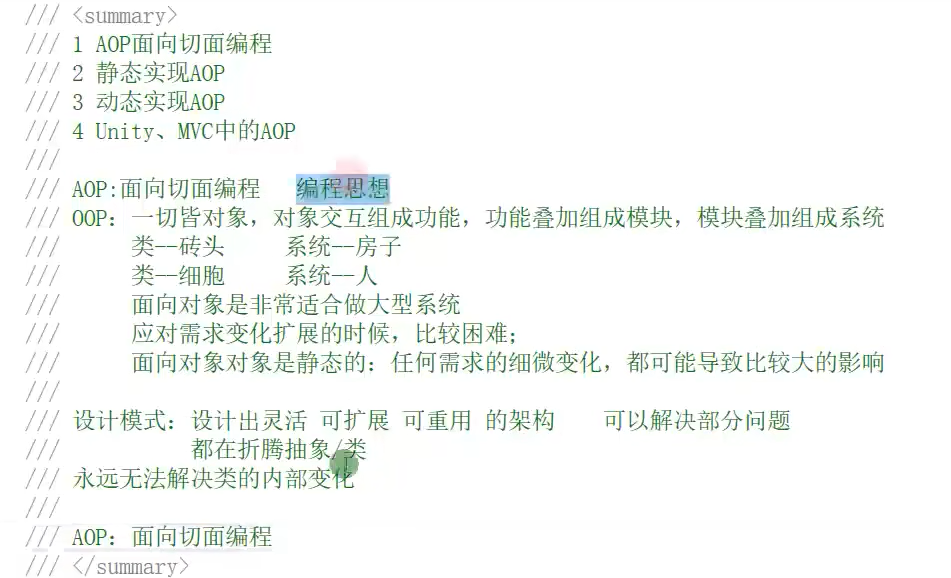 /// <summary>
/// 1 AOP面向切面编程
/// 2 静态实现AOP
/// 3 动态实现AOP
/// 4 Unity、MVC中的AOP
///
/// AOP:面向切面编程 编程思想
/// OOP: 一切皆对象，对象交互组成功能，功能叠加组成模块，模块叠加组成系统
/// 类--砖头 系统--房子
/// 类--细胞 系统--人
/// 面向对象是非常适合做大型系统
/// 应对需求变化扩展的时候，比较困难；
/// 面向对象对象是静态的：任何需求的细微变化，都可能导致比较大的影响
///
/// 设计模式：设计出灵活 可扩展 可重用 的架构 可以解决部分问题
/// 都在折腾抽象/类
/// 永远无法解决类的内部变化
///
/// AOP：面向切面编程
/// </summary>